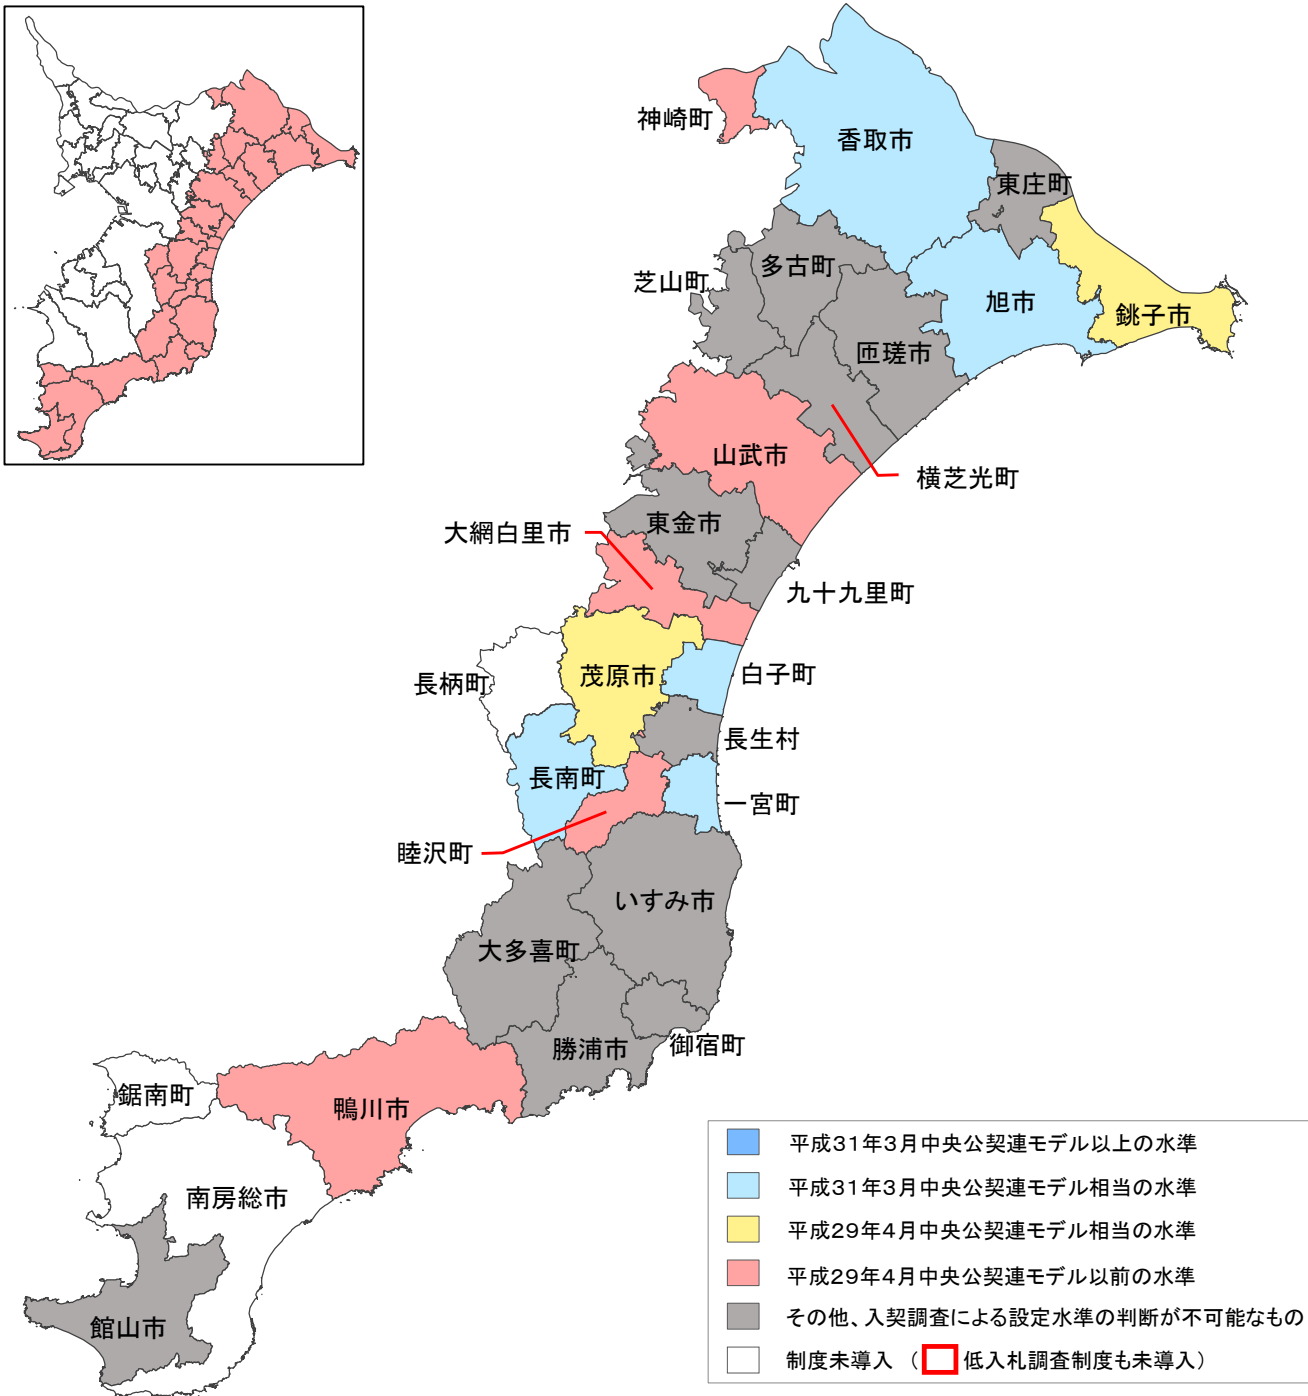 神崎町
香取市
東庄町
多古町
芝山町
旭市
銚子市
匝瑳市
山武市
横芝光町
東金市
大網白里市
九十九里町
茂原市
白子町
長柄町
長生村
長南町
一宮町
睦沢町
いすみ市
大多喜町
勝浦市
御宿町
鋸南町
鴨川市
南房総市
館山市
平成31年3月中央公契連モデル以上の水準
平成31年3月中央公契連モデル相当の水準
平成29年4月中央公契連モデル相当の水準
平成29年4月中央公契連モデル以前の水準
その他、入契調査による設定水準の判断が不可能なもの
制度未導入 ( 低入札調査制度も未導入)